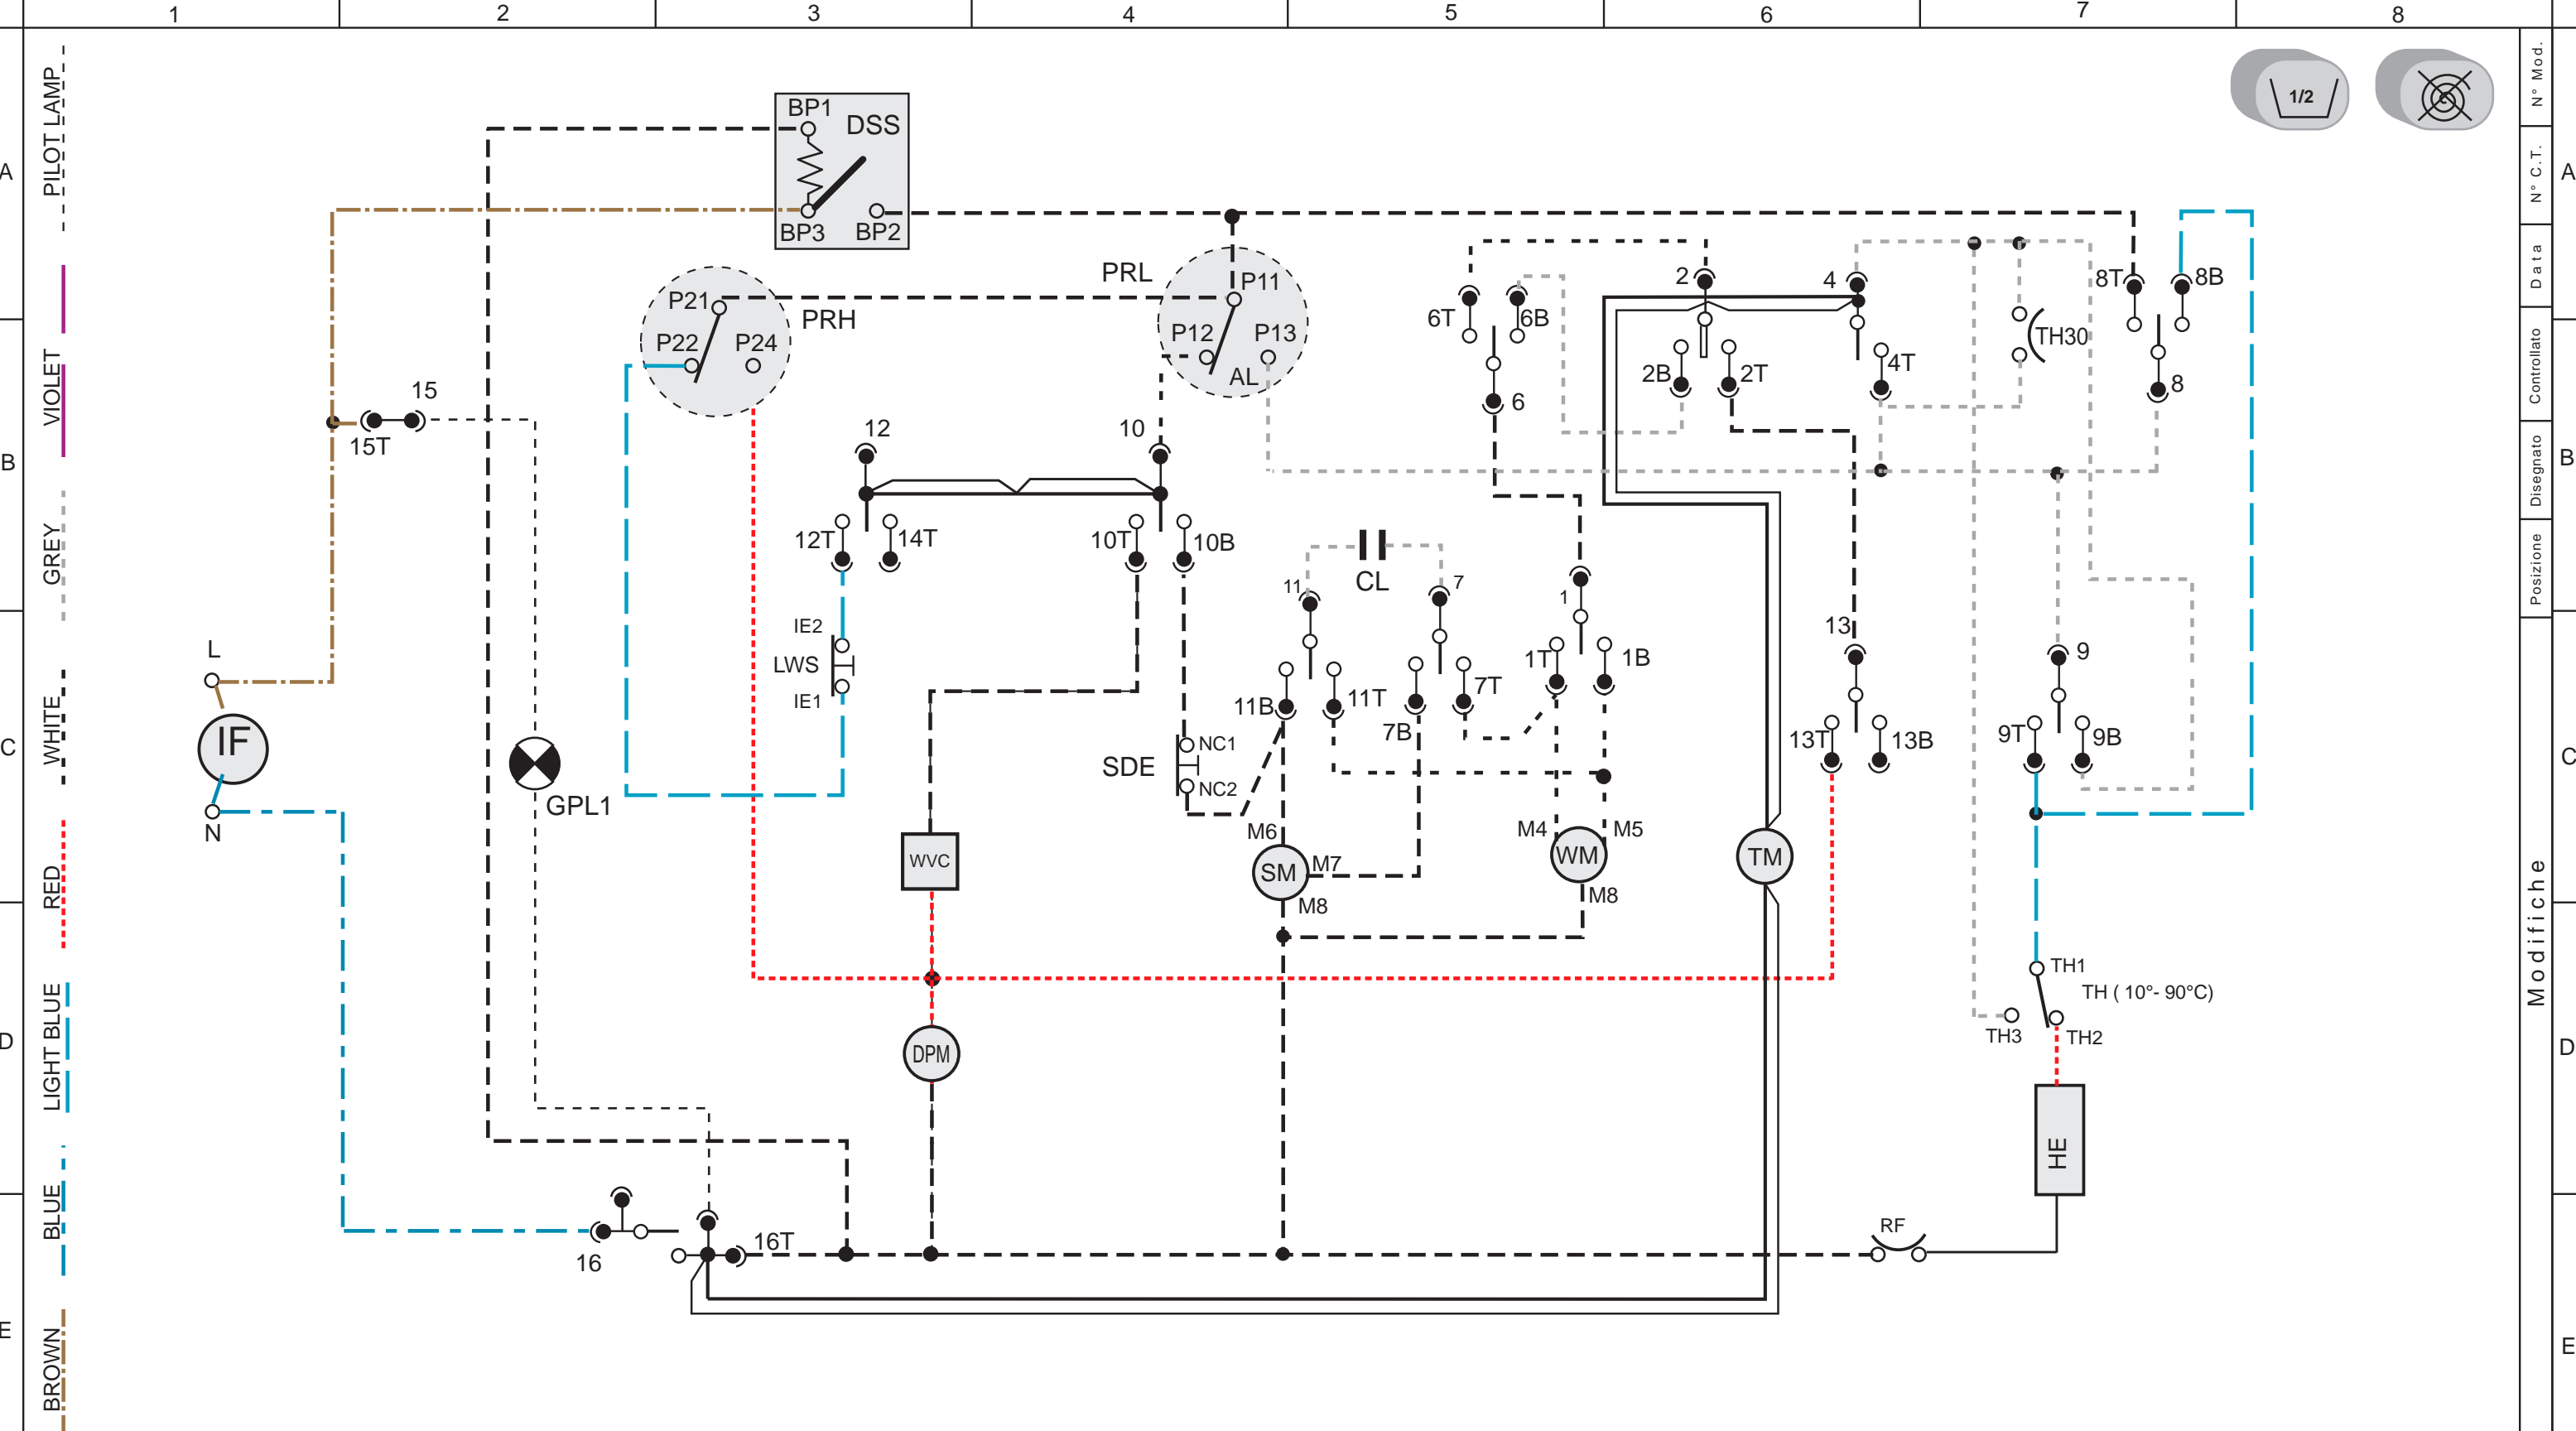 1 2 3 4 5 6 7 8
A B C D E
PILOT LAMP
VIOLET
GREY
WHITE
RED
LIGHT BLUE
BLUE
BROWN
BP1
DSS
BP3
BP2
1/2
PRL
P11
P21
PRH
P12
P13
P22
P24
AL
6T
6B
2
4
8T
8B
TH30
2B
2T
4T
6
8
15
15T
12
10
12T
14T
10T
10B
CL
11
7
1
IE2
LWS
IE1
L
IF
N
GPL1
11B
11T
7B
7T
1T
1B
13
9
13T
13B
9T
9B
SDE
NC1
NC2
WVC
M6
SM
M7
M8
M4
WM
M5
M8
TM
TH1
TH ( 10°- 90°C)
TH3
TH2
DPM
HE
16
16T
RF
N° Mod.
N° C.T.
Data
Controllato
Disegnato
Posizione
Modifiche
A B C D E